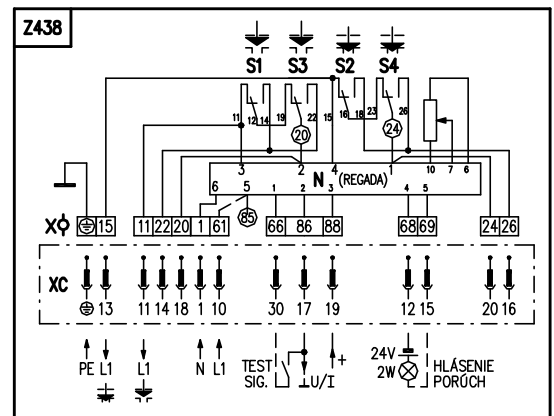 Z438
S1 S3 S2 S4
11 12 14 19 22 15 16 18 23 26
20 24
3 2 4 1 10 7 6
N (REGADA)
6 5 1 2 3 4 5
85
X 15 11 22 20 1 61 66 86 88 68 69 24 26
XC
13 11 14 18 1 10 30 17 19 12 15 20 16
PE L1 L1 N L1 TEST SIG. U/I + 24V 2W HLÁSENIE PORÚCH